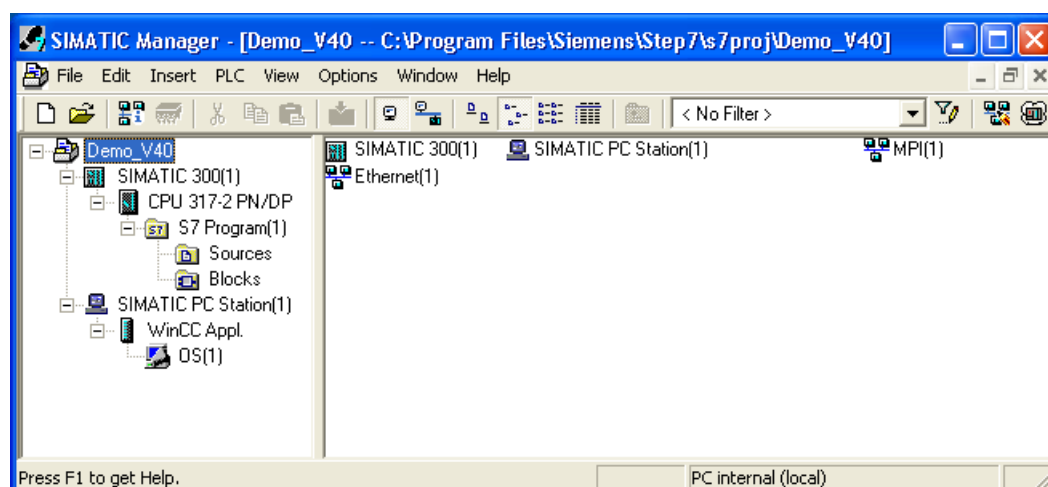 SIMATIC Manager - [Demo_V40 -- C:\Program Files\Siemens\Step7\s7proj\Demo_V40]
File Edit Insert PLC View Options Window Help
< No Filter >
Demo_V40
SIMATIC 300(1)
CPU 317-2 PN/DP
S7 Program(1)
Sources
Blocks
SIMATIC PC Station(1)
WinCC Appl.
OS(1)
SIMATIC 300(1) SIMATIC PC Station(1) MPI(1)
Ethernet(1)
Press F1 to get Help. PC internal (local)